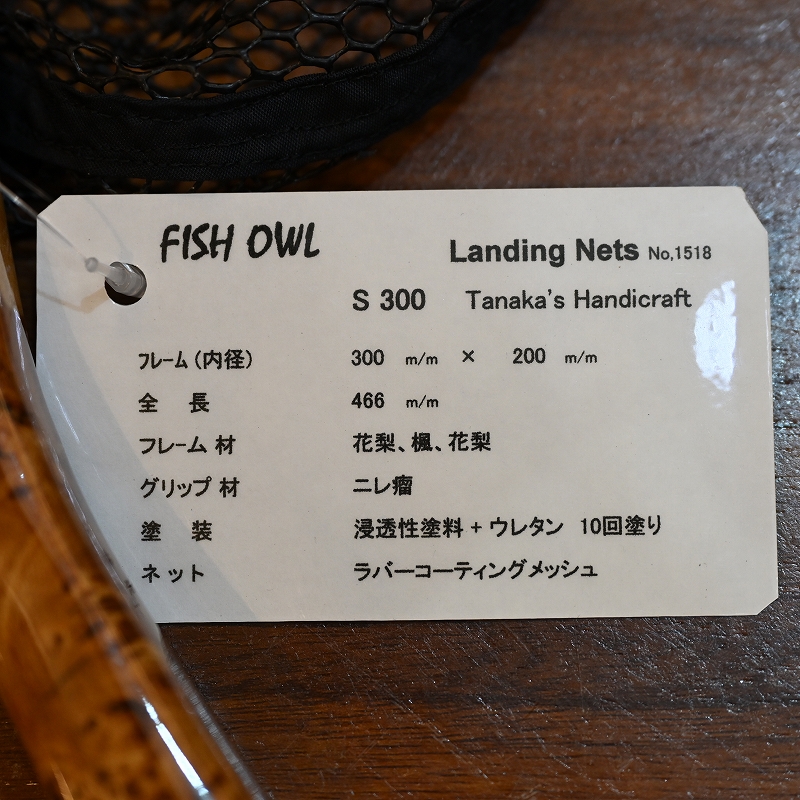 FISH OWL
Landing Nets No,1518
S 300 Tanaka's Handicraft
フレーム(内径) 300 m/m × 200 m/m
全長 466 m/m
フレーム材 花梨、楓、花梨
グリップ材 ニレ瘤
塗装 浸透性塗料 + ウレタン 10回塗り
ネット ラバーコーティングメッシュ